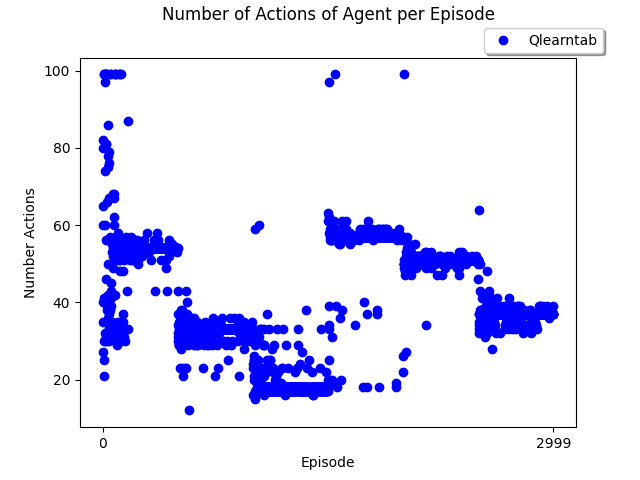 Number of Actions of Agent per Episode
Qlearntab
100
80
60
40
20
Number Actions
0
2999
Episode